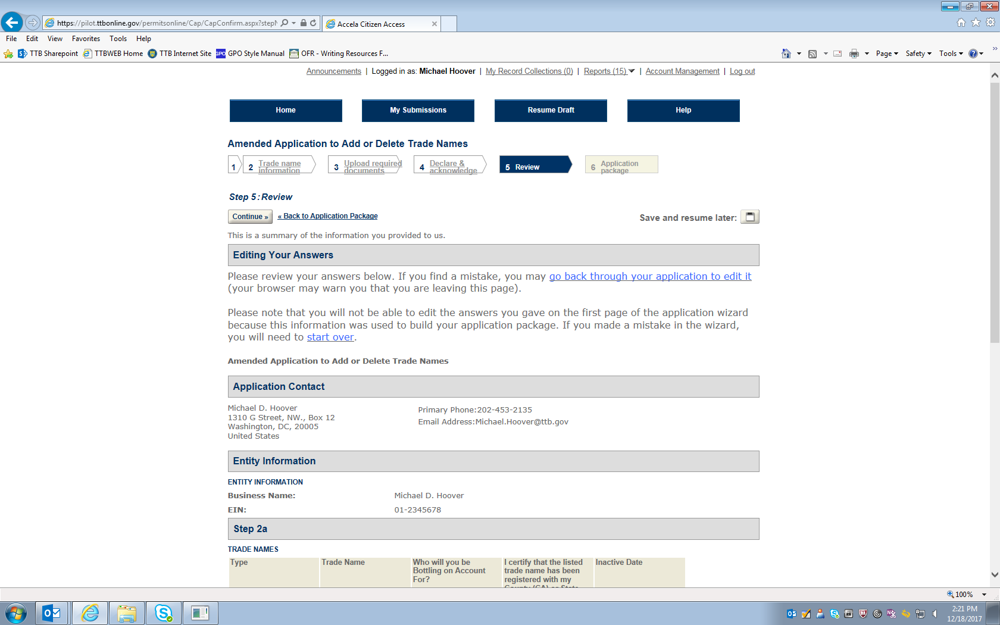 https://pilot.ttbonline.gov/permitsonline/Cap/CapConfirm.aspx?step
Accela Citizen Access
File Edit View Favorites Tools Help
TTB Sharepoint TTBWEB Home TTB Internet Site GPO GPO Style Manual OFR - Writing Resources F...
Page Safety Tools
Announcements | Logged in as: Michael Hoover | My Record Collections (0) | Reports (15) | Account Management | Log out
Home My Submissions Resume Draft Help
Amended Application to Add or Delete Trade Names
1 2 Trade name information 3 Upload required documents 4 Declare & acknowledge 5 Review 6 Application package
Step 5: Review
Continue » « Back to Application Package Save and resume later:
This is a summary of the information you provided to us.
Editing Your Answers
Please review your answers below. If you find a mistake, you may go back through your application to edit it
(your browser may warn you that you are leaving this page).
Please note that you will not be able to edit the answers you gave on the first page of the application wizard
because this information was used to build your application package. If you made a mistake in the wizard,
you will need to start over.
Amended Application to Add or Delete Trade Names
Application Contact
Michael D. Hoover
1310 G Street, NW., Box 12
Washington, DC, 20005
United States
Primary Phone:202-453-2135
Email Address:Michael.Hoover@ttb.gov
Entity Information
ENTITY INFORMATION
Business Name: Michael D. Hoover
EIN: 01-2345678
Step 2a
TRADE NAMES
Type
Trade Name
Who will you be
Bottling on Account
For?
I certify that the listed
trade name has been
registered with my
County (CA) or State
Inactive Date
100%
2:21 PM
12/18/2017